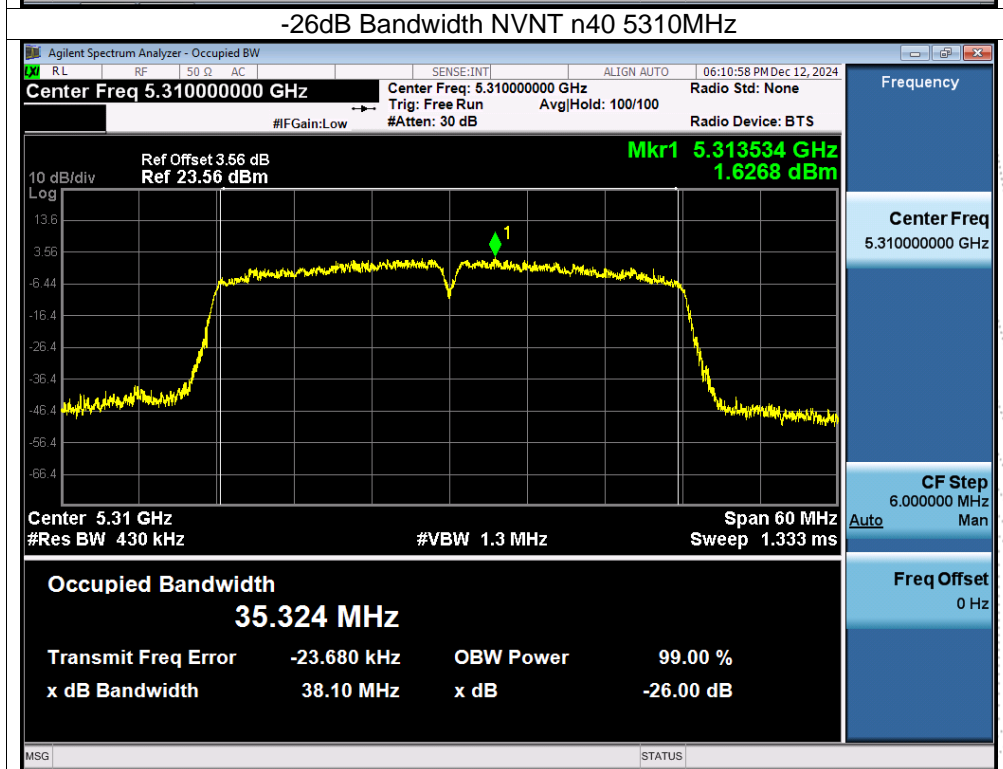 -26dB Bandwidth NVNT n40 5310MHz
Agilent Spectrum Analyzer - Occupied BW
LXI RL RF 50 Ω AC SENSE:INT ALIGN AUTO 06:10:58 PM Dec 12, 2024
Center Freq 5.310000000 GHz Center Freq: 5.310000000 GHz Radio Std: None
Trig: Free Run Avg|Hold: 100/100
#IFGain:Low #Atten: 30 dB Radio Device: BTS
Mkr1 5.313534 GHz
1.6268 dBm
Ref Offset 3.56 dB
10 dB/div Ref 23.56 dBm
Log
13.6
3.56
-6.44
-16.4
-26.4
-36.4
-46.4
-56.4
-66.4
1
Center 5.31 GHz Span 60 MHz
#Res BW 430 kHz #VBW 1.3 MHz Sweep 1.333 ms
Occupied Bandwidth
35.324 MHz
Transmit Freq Error -23.680 kHz OBW Power 99.00 %
x dB Bandwidth 38.10 MHz x dB -26.00 dB
Frequency
Center Freq
5.310000000 GHz
CF Step
6.000000 MHz
Auto Man
Freq Offset
0 Hz
MSG STATUS